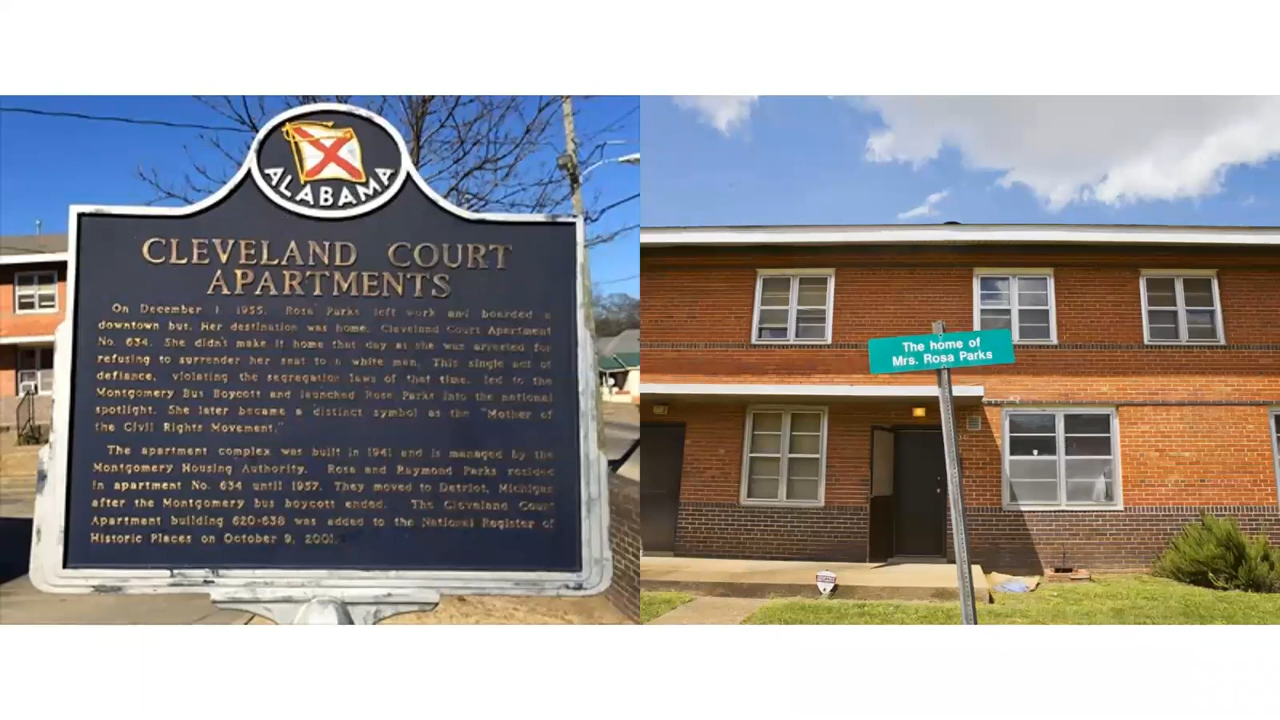 ALABAMA
CLEVELAND COURT
APARTMENTS
On December 1, 1955, Rosa Parks left work and boarded a
downtown bus. Her destination was home, Cleveland Court Apartment
No. 634. She didn't make it home that day as she was arrested for
refusing to surrender her seat to a white man. This single act of
defiance, violating the segregation laws of that time, led to the
Montgomery Bus Boycott and launched Rosa Parks into the national
spotlight. She later became a distinct symbol as the "Mother of
the Civil Rights Movement."
The apartment complex was built in 1941 and is managed by the
Montgomery Housing Authority. Rosa and Raymond Parks resided
in apartment No. 634 until 1957. They moved to Detroit, Michigan
after the Montgomery bus boycott ended. The Cleveland Court
Apartment building 620-638 was added to the National Register of
Historic Places on October 9, 2001.
The home of
Mrs. Rosa Parks